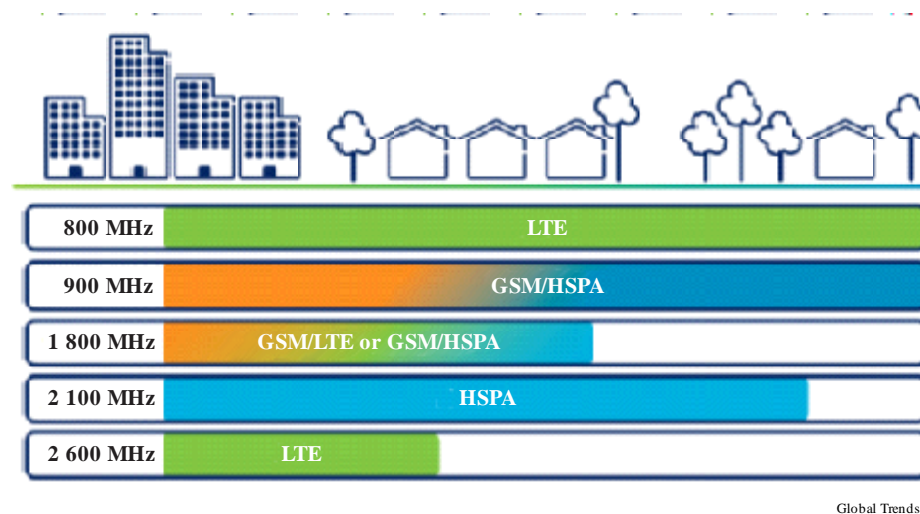 800 MHz LTE
900 MHz GSM/HSPA
1 800 MHz GSM/LTE or GSM/HSPA
2 100 MHz HSPA
2 600 MHz LTE
Global Trends